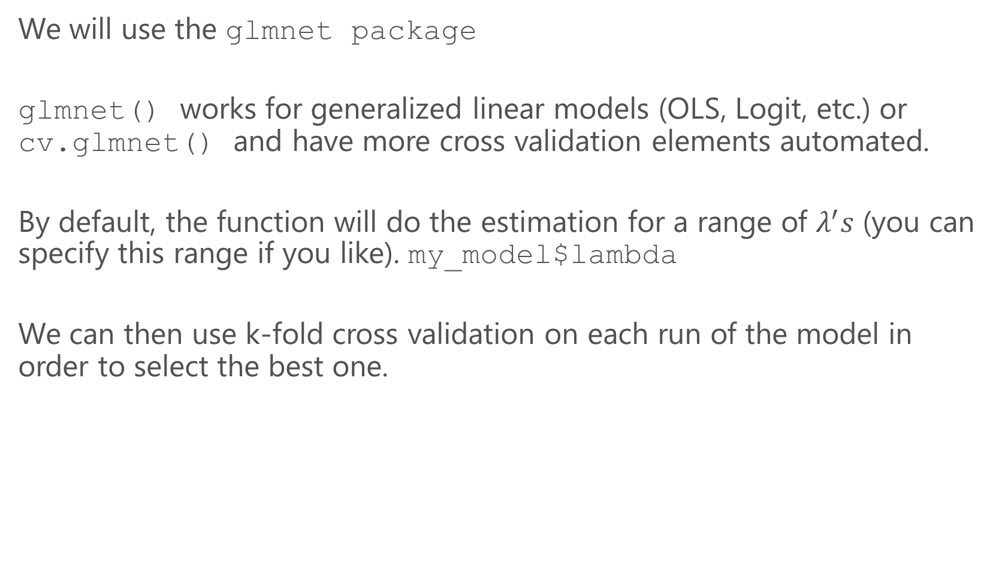 We will use the glmnet package
glmnet() works for generalized linear models (OLS, Logit, etc.) or
cv.glmnet() and have more cross validation elements automated.
By default, the function will do the estimation for a range of λ′s (you can
specify this range if you like). my_model$lambda
We can then use k-fold cross validation on each run of the model in
order to select the best one.